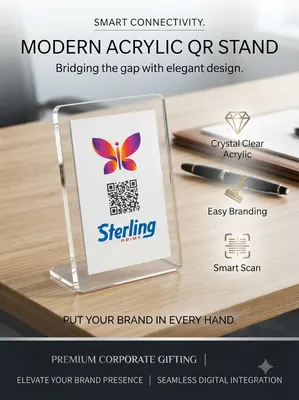 SMART CONNECTIVITY.
MODERN ACRYLIC QR STAND
Bridging the gap with elegant design.
Crystal Clear
Acrylic
Easy Branding
Smart Scan
Sterling
PRIME
PUT YOUR BRAND IN EVERY HAND.
PREMIUM CORPORATE GIFTING |
ELEVATE YOUR BRAND PRESENCE | SEAMLESS DIGITAL INTEGRATION